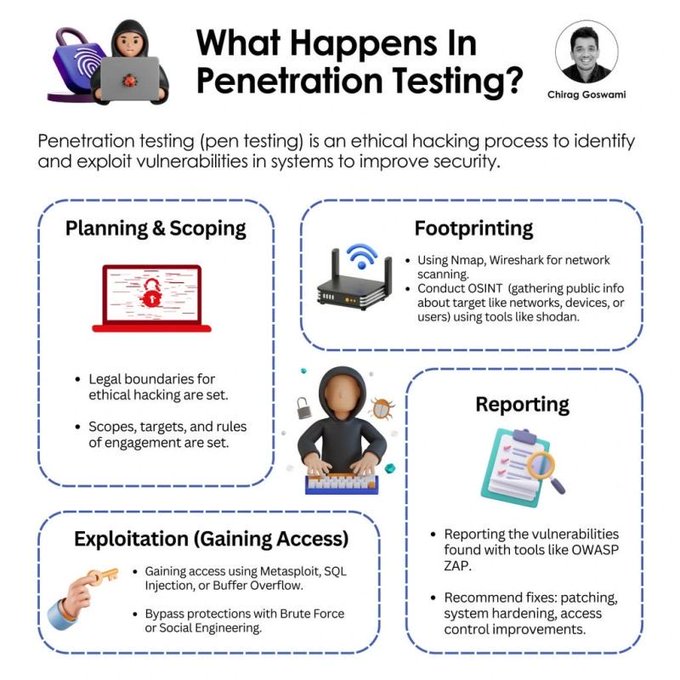 What Happens In
Penetration Testing?
Chirag Goswami
Penetration testing (pen testing) is an ethical hacking process to identify
and exploit vulnerabilities in systems to improve security.
Planning & Scoping
• Legal boundaries for
ethical hacking are set.
• Scopes, targets, and rules
of engagement are set.
Footprinting
• Using Nmap, Wireshark for network
scanning.
• Conduct OSINT (gathering public info
about target like networks, devices, or
users) using tools like shodan.
Exploitation (Gaining Access)
• Gaining access using Metasploit, SQL
Injection, or Buffer Overflow.
• Bypass protections with Brute Force
or Social Engineering.
Reporting
• Reporting the vulnerabilities
found with tools like OWASP
ZAP.
• Recommend fixes: patching,
system hardening, access
control improvements.